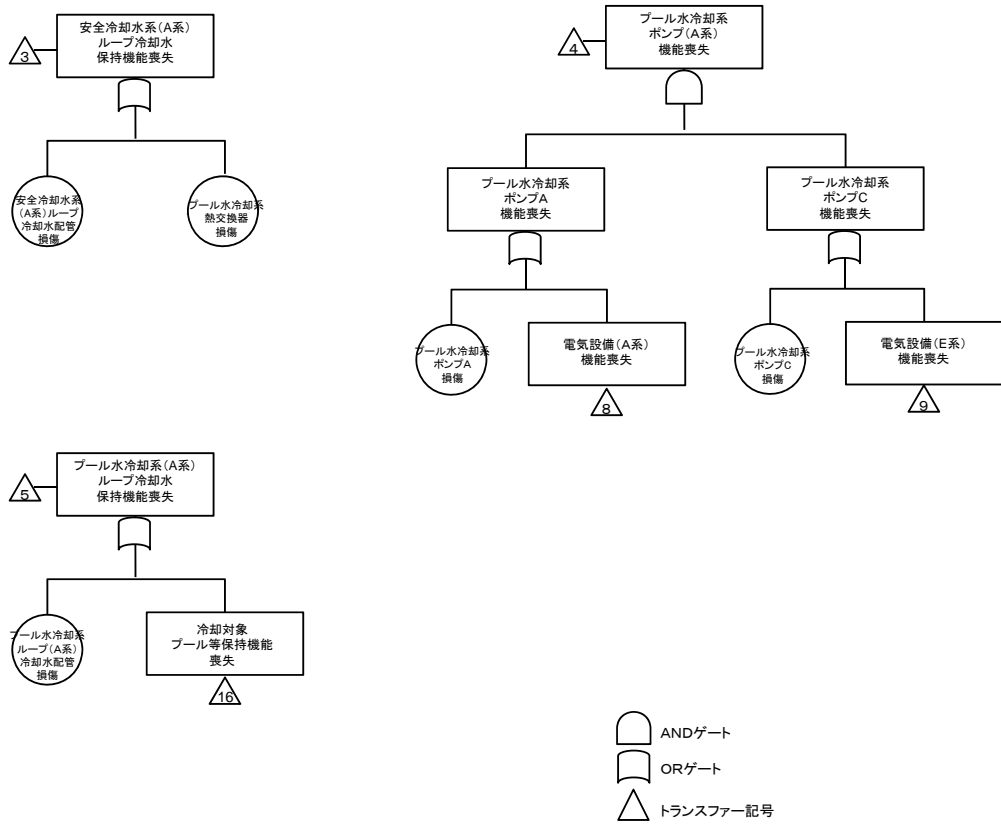 安全冷却水系(A系)
ループ冷却水
保持機能喪失
3
安全冷却水系
(A系)ループ
冷却水配管
損傷
プール水冷却系
熱交換器
損傷
プール水冷却系
ポンプ(A系)
機能喪失
4
プール水冷却系
ポンプA
機能喪失
プール水冷却系
ポンプC
機能喪失
プール水冷却系
ポンプA
損傷
電気設備(A系)
機能喪失
8
プール水冷却系
ポンプC
損傷
電気設備(E系)
機能喪失
9
プール水冷却系(A系)
ループ冷却水
保持機能喪失
5
プール水冷却系
ループ(A系)
冷却水配管
損傷
冷却対象
プール等保持機能
喪失
16
ANDゲート
ORゲート
トランスファー記号